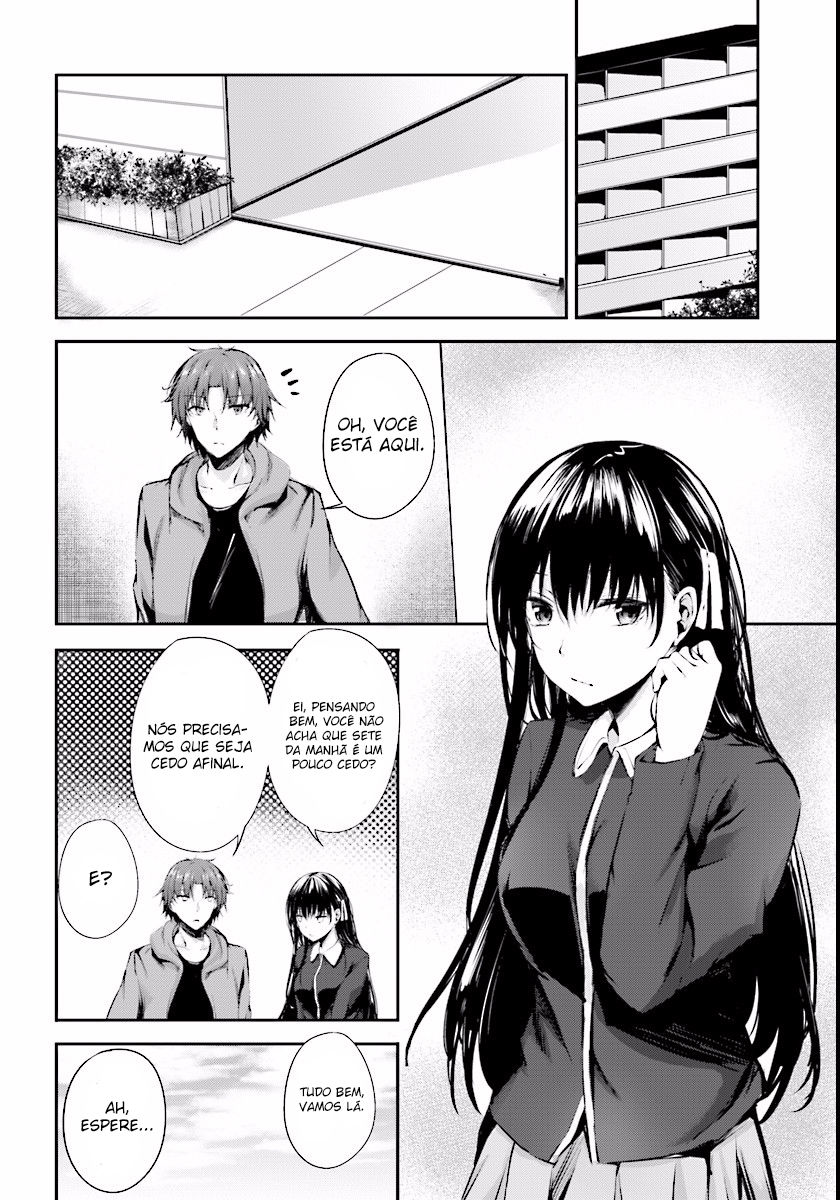 OH, VOCÊ
ESTÁ AQUI.
EI, PENSANDO
BEM, VOCÊ NÃO
ACHA QUE SETE
DA MANHÃ É UM
POUCO CEDO?
NÓS PRECISA-
MOS QUE SEJA
CEDO AFINAL.
E?
TUDO BEM,
VAMOS LÁ.
AH,
ESPERE...